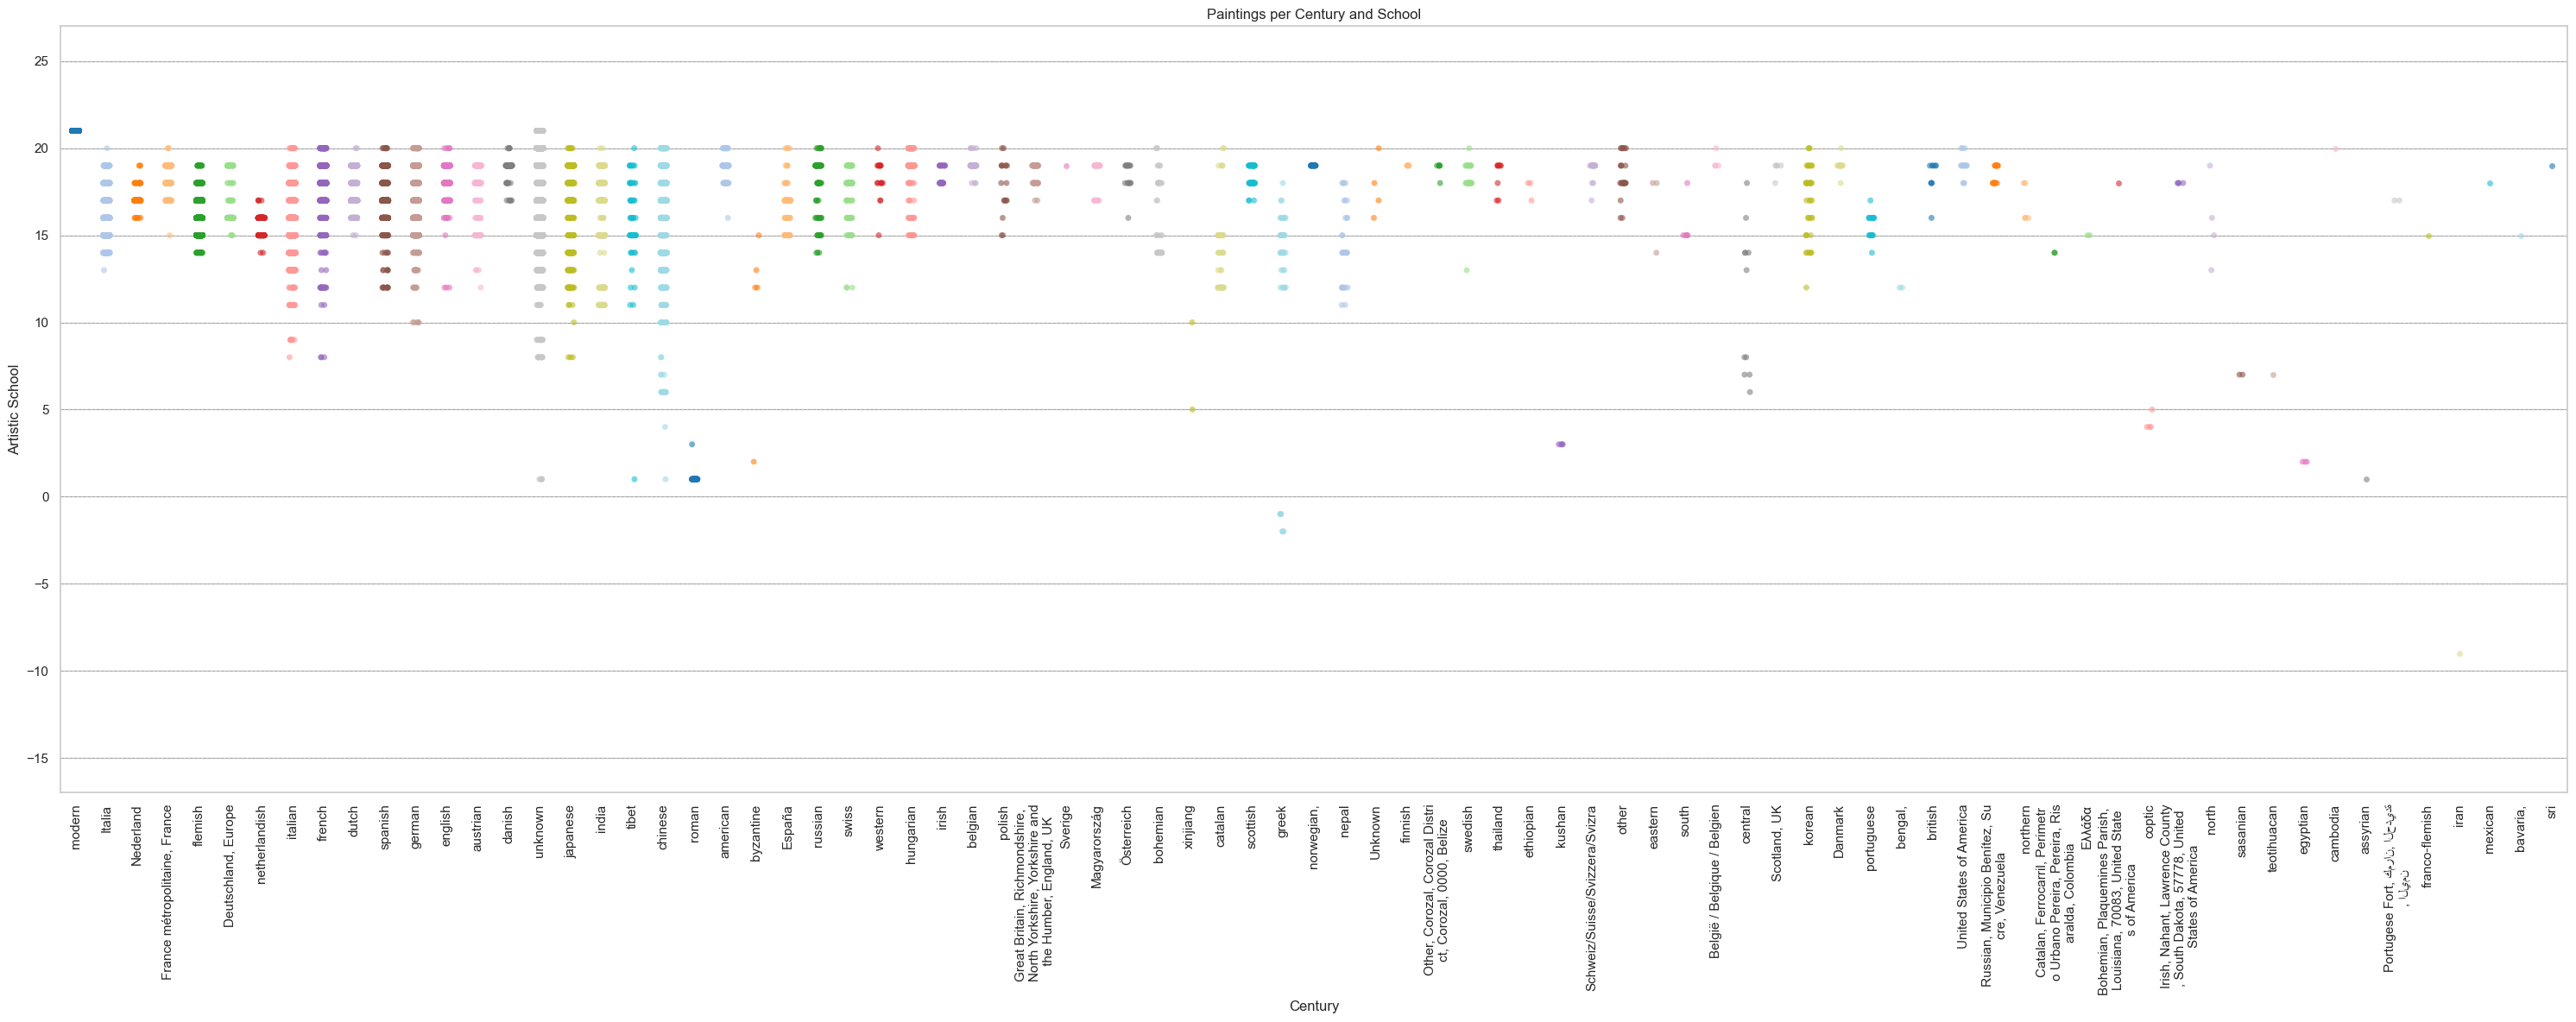 Paintings per Century and School
Artistic School
25
20
15
10
5
0
−5
−10
−15
modern
Italia
Nederland
France métropolitaine, France
flemish
Deutschland, Europe
netherlandish
italian
french
dutch
spanish
german
english
austrian
danish
unknown
japanese
india
tibet
chinese
roman
american
byzantine
España
russian
swiss
western
hungarian
irish
belgian
polish
Great Britain, Richmondshire,
North Yorkshire, Yorkshire and
the Humber, England, UK
Sverige
Magyarország
Österreich
bohemian
xinjiang
catalan
scottish
greek
norwegian,
nepal
Unknown
finnish
Other, Corozal, Corozal Distri
ct, Corozal, 0000, Belize
swedish
thailand
ethiopian
kushan
Schweiz/Suisse/Svizzera/Svizra
other
eastern
south
België / Belgique / Belgien
central
Scotland, UK
korean
Danmark
portuguese
bengal,
british
United States of America
Russian, Municipio Benítez, Su
cre, Venezuela
northern
Catalan, Ferrocarril, Perimetr
o Urbano Pereira, Pereira, Ris
aralda, Colombia
Ελλάδα
Bohemian, Plaquemines Parish,
Louisiana, 70083, United State
s of America
coptic
Irish, Nahant, Lawrence County
, South Dakota, 57778, United
States of America
north
sasanian
teotihuacan
egyptian
cambodia
assyrian
Portugese Fort, كمران, الحديدة
, اليمن
franco-flemish
iran
mexican
bavaria,
sri
Century